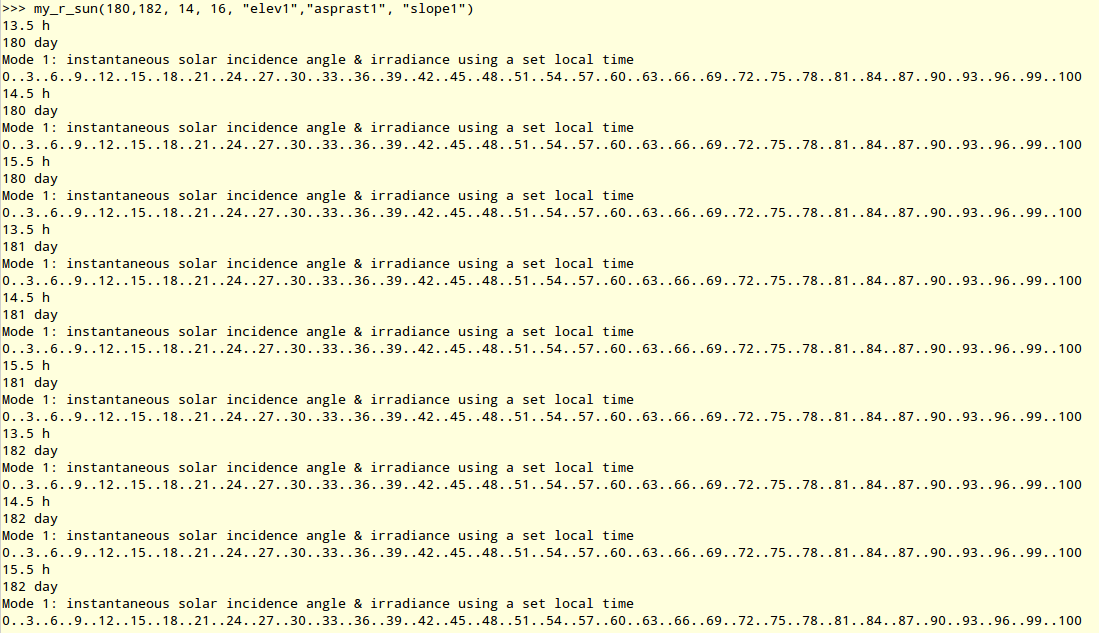 >>> my_r_sun(180,182, 14, 16, "elev1","asprast1", "slope1")
13.5 h
180 day
Mode 1: instantaneous solar incidence angle & irradiance using a set local time
0..3..6..9..12..15..18..21..24..27..30..33..36..39..42..45..48..51..54..57..60..63..66..69..72..75..78..81..84..87..90..93..96..99..100
14.5 h
180 day
Mode 1: instantaneous solar incidence angle & irradiance using a set local time
0..3..6..9..12..15..18..21..24..27..30..33..36..39..42..45..48..51..54..57..60..63..66..69..72..75..78..81..84..87..90..93..96..99..100
15.5 h
180 day
Mode 1: instantaneous solar incidence angle & irradiance using a set local time
0..3..6..9..12..15..18..21..24..27..30..33..36..39..42..45..48..51..54..57..60..63..66..69..72..75..78..81..84..87..90..93..96..99..100
13.5 h
181 day
Mode 1: instantaneous solar incidence angle & irradiance using a set local time
0..3..6..9..12..15..18..21..24..27..30..33..36..39..42..45..48..51..54..57..60..63..66..69..72..75..78..81..84..87..90..93..96..99..100
14.5 h
181 day
Mode 1: instantaneous solar incidence angle & irradiance using a set local time
0..3..6..9..12..15..18..21..24..27..30..33..36..39..42..45..48..51..54..57..60..63..66..69..72..75..78..81..84..87..90..93..96..99..100
15.5 h
181 day
Mode 1: instantaneous solar incidence angle & irradiance using a set local time
0..3..6..9..12..15..18..21..24..27..30..33..36..39..42..45..48..51..54..57..60..63..66..69..72..75..78..81..84..87..90..93..96..99..100
13.5 h
182 day
Mode 1: instantaneous solar incidence angle & irradiance using a set local time
0..3..6..9..12..15..18..21..24..27..30..33..36..39..42..45..48..51..54..57..60..63..66..69..72..75..78..81..84..87..90..93..96..99..100
14.5 h
182 day
Mode 1: instantaneous solar incidence angle & irradiance using a set local time
0..3..6..9..12..15..18..21..24..27..30..33..36..39..42..45..48..51..54..57..60..63..66..69..72..75..78..81..84..87..90..93..96..99..100
15.5 h
182 day
Mode 1: instantaneous solar incidence angle & irradiance using a set local time
0..3..6..9..12..15..18..21..24..27..30..33..36..39..42..45..48..51..54..57..60..63..66..69..72..75..78..81..84..87..90..93..96..99..100